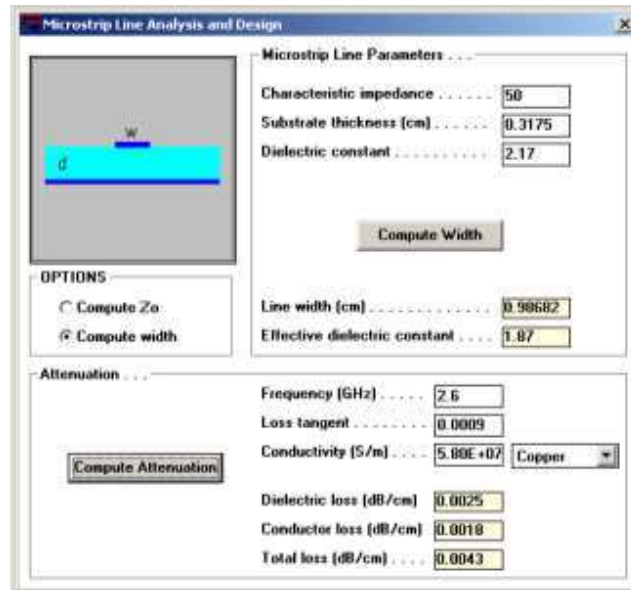 Microstrip Line Analysis and Design
w
d
OPTIONS
Compute Zo
Compute width
Microstrip Line Parameters . . .
Characteristic impedance . . . . . . 50
Substrate thickness (cm) . . . . . . 0.3175
Dielectric constant . . . . . . . . . . 2.17
Compute Width
Line width (cm) . . . . . . . . . . . . . 0.98682
Effective dielectric constant . . . . 1.87
Attenuation . . .
Compute Attenuation
Frequency (GHz) . . . . . 2.6
Loss tangent . . . . . . . . 0.0009
Conductivity (S/m) . . . . 5.80E+07 Copper
Dielectric loss (dB/cm) 0.0025
Conductor loss (dB/cm) 0.0018
Total loss (dB/cm) . . . . 0.0043